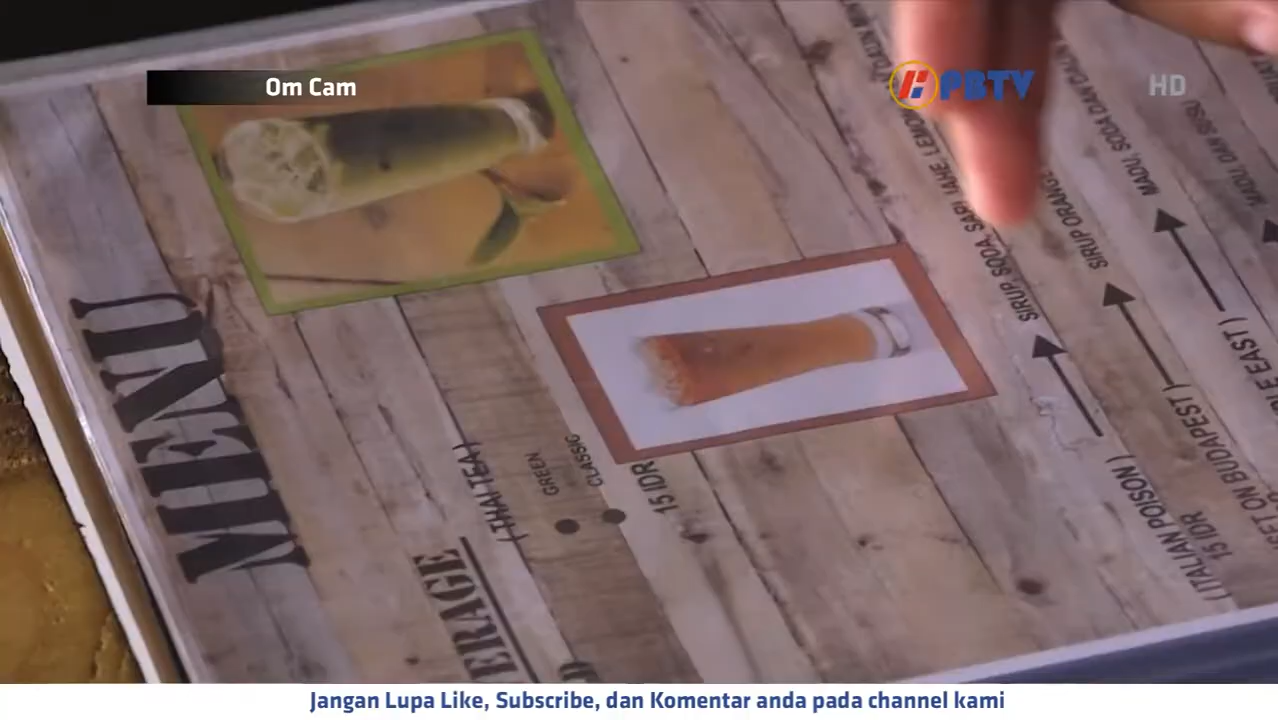 Om Cam
PBTV
HD
MENU
( THAI TEA )
GREEN
CLASSIC
15 IDR
ERAGE
( ITALIAN POISON )
SIRUP SODA, SARI JAHE, LEMON
15 IDR
ET ON BUDAPEST )
SIRUP ORANGE
LE EAST )
MADU, SODA DAN DAUN
MADU DAN SUSU
Jangan Lupa Like, Subscribe, dan Komentar anda pada channel kami